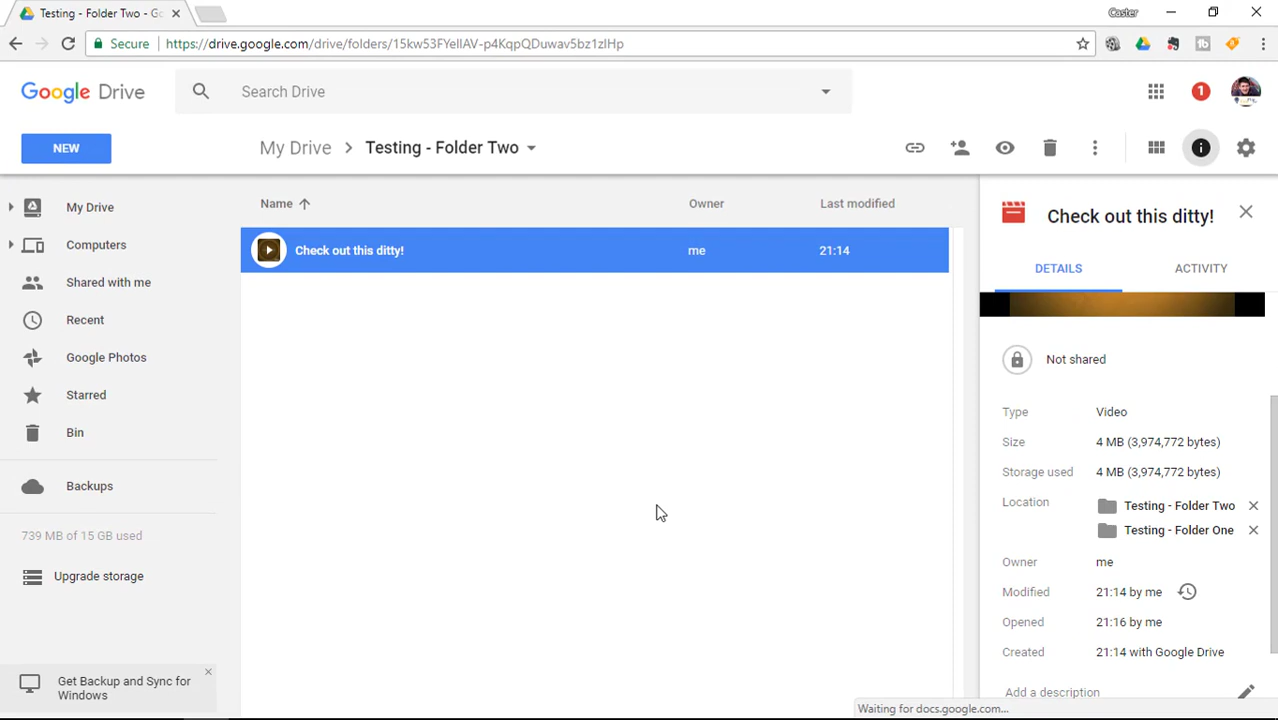 Testing - Folder Two - Go
Caster
Secure
https://drive.google.com/drive/folders/15kw53FYellAV-p4KqpQDuwav5bz1zlHp
Google Drive
Search Drive
1
NEW
My Drive
Testing - Folder Two
My Drive
Computers
Shared with me
Recent
Google Photos
Starred
Bin
Backups
739 MB of 15 GB used
Upgrade storage
Get Backup and Sync for
Windows
Name
Owner
Last modified
Check out this ditty!
me
21:14
Check out this ditty!
DETAILS
ACTIVITY
Not shared
Type
Video
Size
4 MB (3,974,772 bytes)
Storage used
4 MB (3,974,772 bytes)
Location
Testing - Folder Two
Testing - Folder One
Owner
me
Modified
21:14 by me
Opened
21:16 by me
Created
21:14 with Google Drive
Add a description
Waiting for docs.google.com...